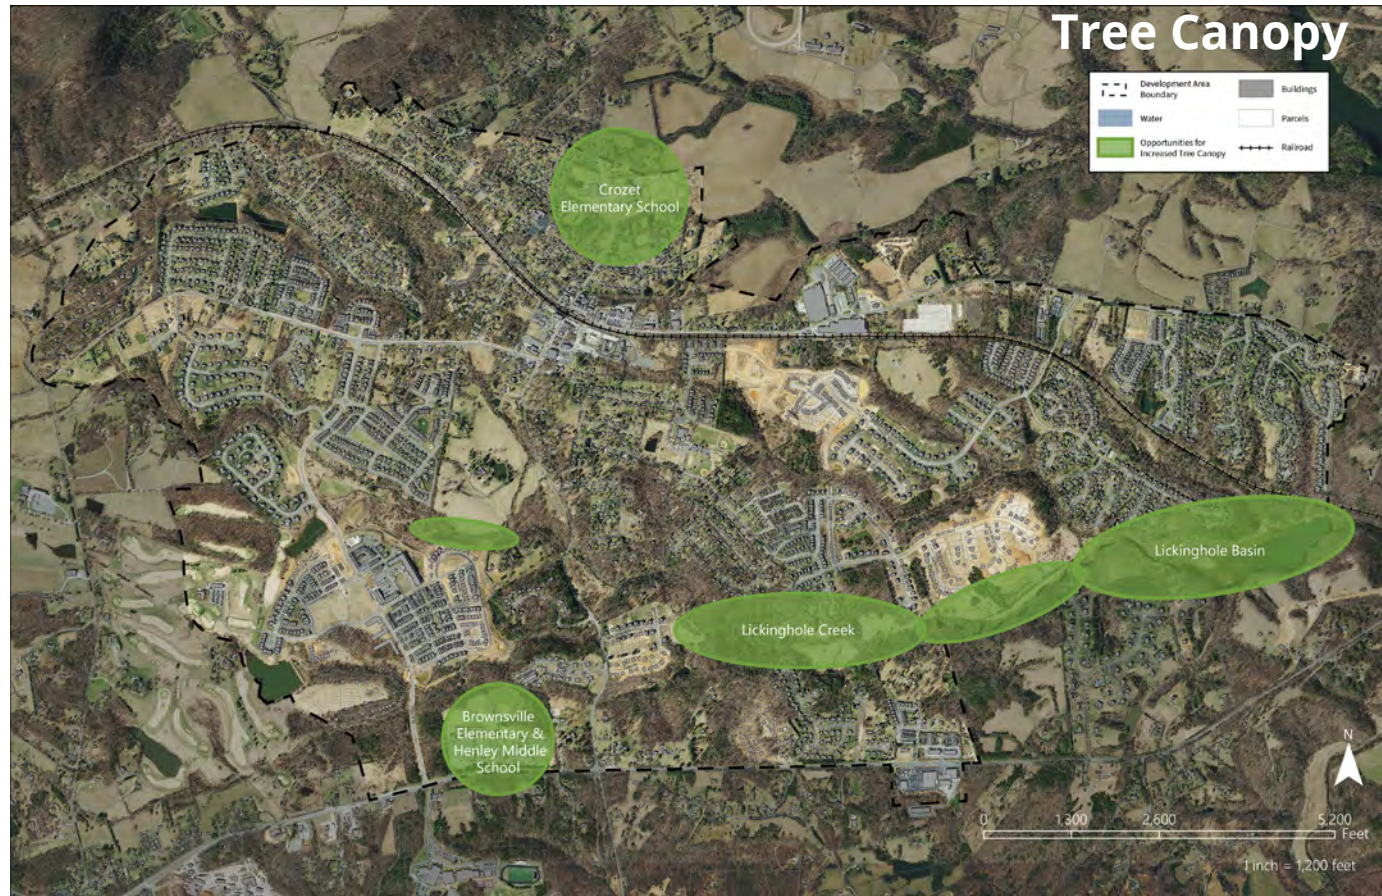 Tree Canopy
Development Area
Boundary
Buildings
Water
Parcels
Opportunities for
Increased Tree Canopy
Railroad
Crozet
Elementary School
Lickinghole Basin
Lickinghole Creek
Brownsville
Elementary &
Henley Middle
School
N
0 1,300 2,600 5,200
Feet
1 inch = 1,200 feet